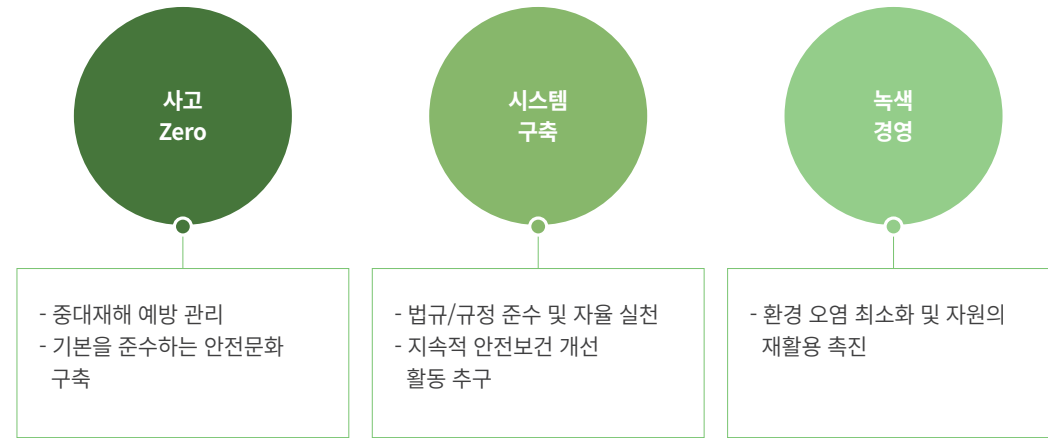 사고
Zero
시스템
구축
녹색
경영
- 중대재해 예방 관리
- 기본을 준수하는 안전문화
구축
- 법규/규정 준수 및 자율 실천
- 지속적 안전보건 개선
활동 추구
- 환경 오염 최소화 및 자원의
재활용 촉진